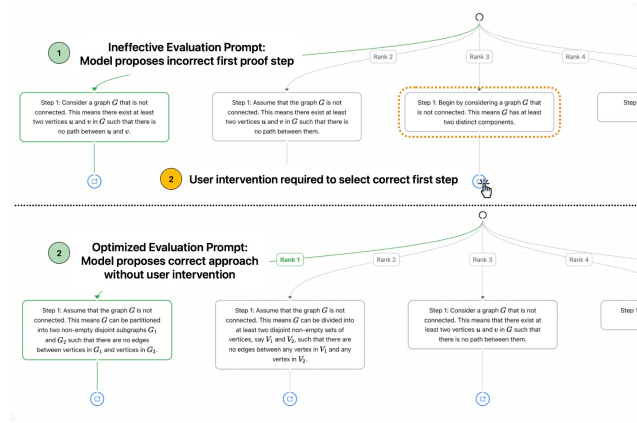 1
Ineffective Evaluation Prompt:
Model proposes incorrect first proof step
Rank 2
Rank 3
Rank 4
Step 1: Consider a graph G that is not
connected. This means there exist at least
two vertices u and v in G such that there is
no path between u and v.
Step 1: Assume that the graph G is not
connected. This means there exist at least
two vertices u and v in G such that there is
no path between them.
Step 1: Begin by considering a graph G that
is not connected. This means G has at least
two distinct components.
Step
2
User intervention required to select correct first step
2
Optimized Evaluation Prompt:
Model proposes correct approach
without user intervention
Rank 1
Rank 2
Rank 3
Rank 4
Step 1: Assume that the graph G is not
connected. This means G can be partitioned
into two non-empty disjoint subgraphs G₁
and G₂ such that there are no edges
between vertices in G₁ and vertices in G₂.
Step 1: Assume that the graph G is not
connected. This means G can be divided into
at least two disjoint non-empty sets of
vertices, say V₁ and V₂, such that there are
no edges between any vertex in V₁ and any
vertex in V₂.
Step 1: Consider a graph G that is not
connected. This means that there exist at
least two vertices u and v in G such that
there is no path between them.
Step 1